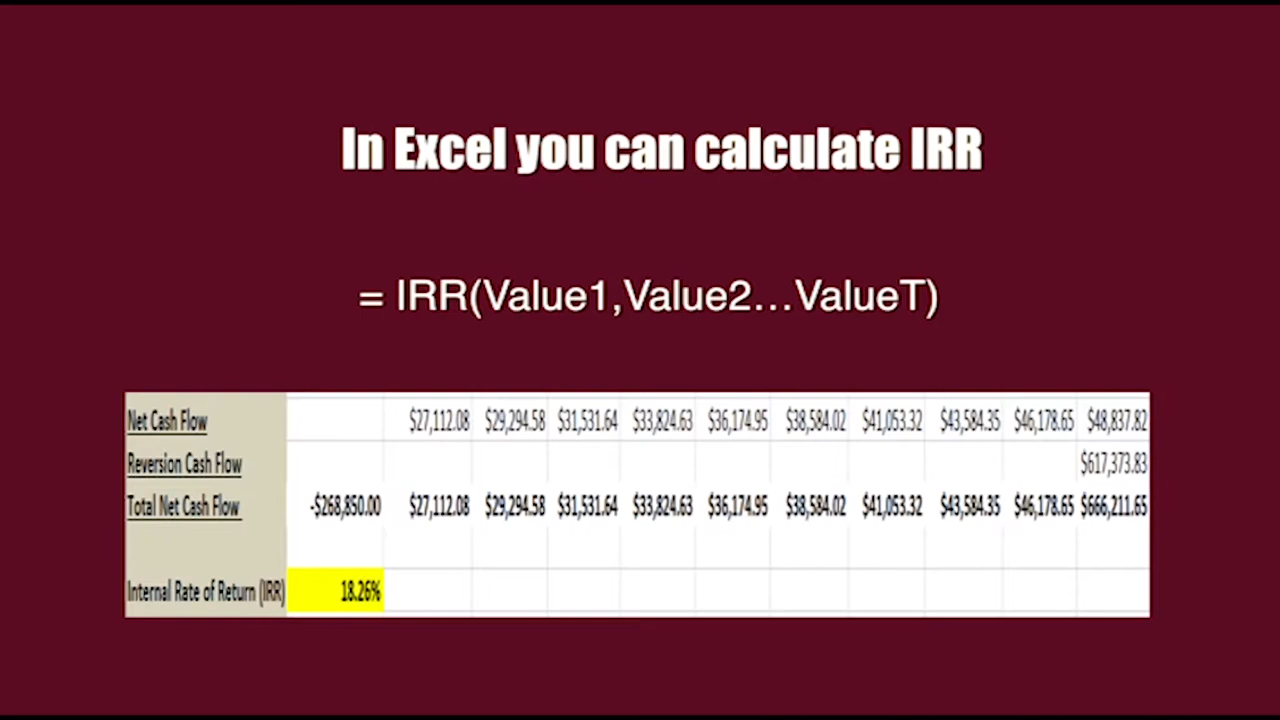 In Excel you can calculate IRR
= IRR(Value1,Value2...ValueT)
Net Cash Flow $27,112.08 $29,294.58 $31,531.64 $33,824.63 $36,174.95 $38,584.02 $41,053.32 $43,584.35 $46,178.65 $48,837.82
Reversion Cash Flow $617,373.83
Total Net Cash Flow -$268,850.00 $27,112.08 $29,294.58 $31,531.64 $33,824.63 $36,174.95 $38,584.02 $41,053.32 $43,584.35 $46,178.65 $666,211.65
Internal Rate of Return (IRR) 18.26%